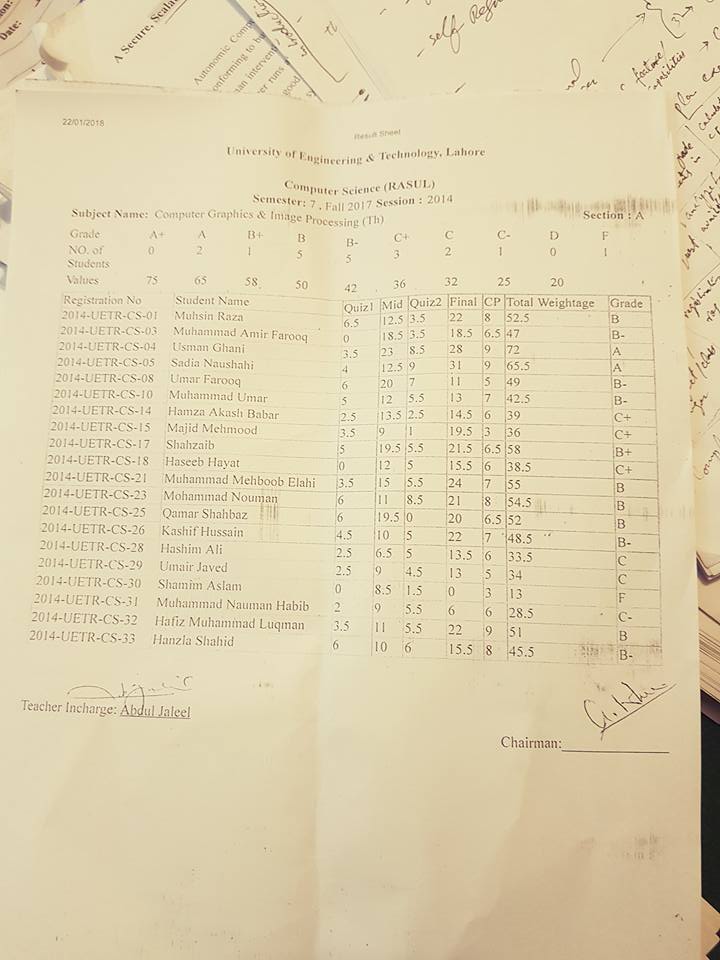 on:
Date:
A Secure, Scala
Autonomic Comp
onforming to
an interven
er runs
good
Introduction
- self
feature/
capabilities
plan
22/01/2018
Result Sheet
University of Engineering & Technology, Lahore
Computer Science (RASUL)
Semester: 7 , Fall 2017 Session : 2014
Subject Name: Computer Graphics & Image Processing (Th) Section : A
Grade A+ A B+ B B- C+ C C- D F
NO. of Students 0 2 1 5 5 3 2 1 0 1
Values 75 65 58 50 42 36 32 25 20
Registration No Student Name Quiz1 Mid Quiz2 Final CP Total Weightage Grade
2014-UETR-CS-01 Muhsin Raza 6.5 12.5 3.5 22 8 52.5 B
2014-UETR-CS-03 Muhammad Amir Farooq 0 18.5 3.5 18.5 6.5 47 B-
2014-UETR-CS-04 Usman Ghani 3.5 23 8.5 28 9 72 A
2014-UETR-CS-05 Sadia Naushahi 4 12.5 9 31 9 65.5 A
2014-UETR-CS-08 Umar Farooq 6 20 7 11 5 49 B-
2014-UETR-CS-10 Muhammad Umar 5 12 5.5 13 7 42.5 B-
2014-UETR-CS-14 Hamza Akash Babar 2.5 13.5 2.5 14.5 6 39 C+
2014-UETR-CS-15 Majid Mehmood 3.5 9 1 19.5 3 36 C+
2014-UETR-CS-17 Shahzaib 5 19.5 5.5 21.5 6.5 58 B+
2014-UETR-CS-18 Haseeb Hayat 0 12 5 15.5 6 38.5 C+
2014-UETR-CS-21 Muhammad Mehboob Elahi 3.5 15 5.5 24 7 55 B
2014-UETR-CS-23 Mohammad Nouman 6 11 8.5 21 8 54.5 B
2014-UETR-CS-25 Qamar Shahbaz 6 19.5 0 20 6.5 52 B
2014-UETR-CS-26 Kashif Hussain 4.5 10 5 22 7 48.5 B-
2014-UETR-CS-28 Hashim Ali 2.5 6.5 5 13.5 6 33.5 C
2014-UETR-CS-29 Umair Javed 2.5 9 4.5 13 5 34 C
2014-UETR-CS-30 Shamim Aslam 0 8.5 1.5 0 3 13 F
2014-UETR-CS-31 Muhammad Nauman Habib 2 9 5.5 6 6 28.5 C-
2014-UETR-CS-32 Hafiz Muhammad Luqman 3.5 11 5.5 22 9 51 B
2014-UETR-CS-33 Hanzla Shahid 6 10 6 15.5 8 45.5 B-
Teacher Incharge: Abdul Jaleel
Chairman: